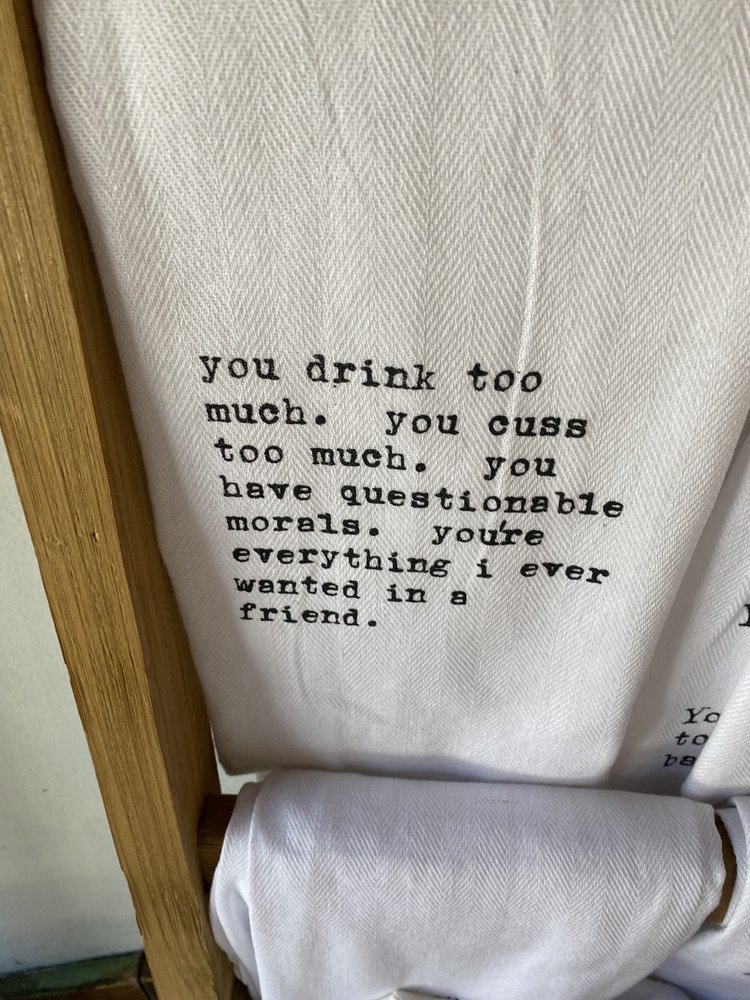 you drink too
much. you cuss
too much. you
have questionable
morals. you're
everything i ever
wanted in a
friend.